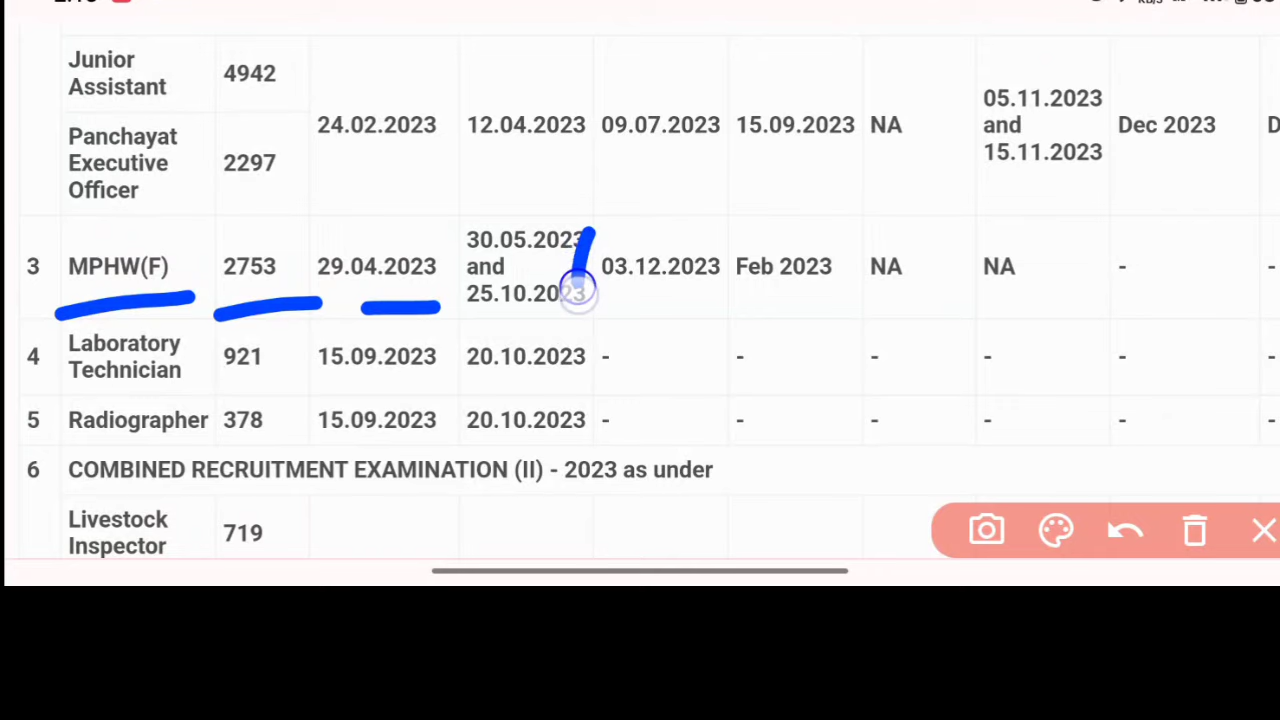 Junior
Assistant
4942
Panchayat
Executive
Officer
2297
24.02.2023
12.04.2023
09.07.2023
15.09.2023
NA
05.11.2023
and
15.11.2023
Dec 2023
3
MPHW(F)
2753
29.04.2023
30.05.2023
and
25.10.2023
03.12.2023
Feb 2023
NA
NA
-
4
Laboratory
Technician
921
15.09.2023
20.10.2023
-
-
-
-
-
-
5
Radiographer
378
15.09.2023
20.10.2023
-
-
-
-
-
-
6
COMBINED RECRUITMENT EXAMINATION (II) - 2023 as under
Livestock
Inspector
719